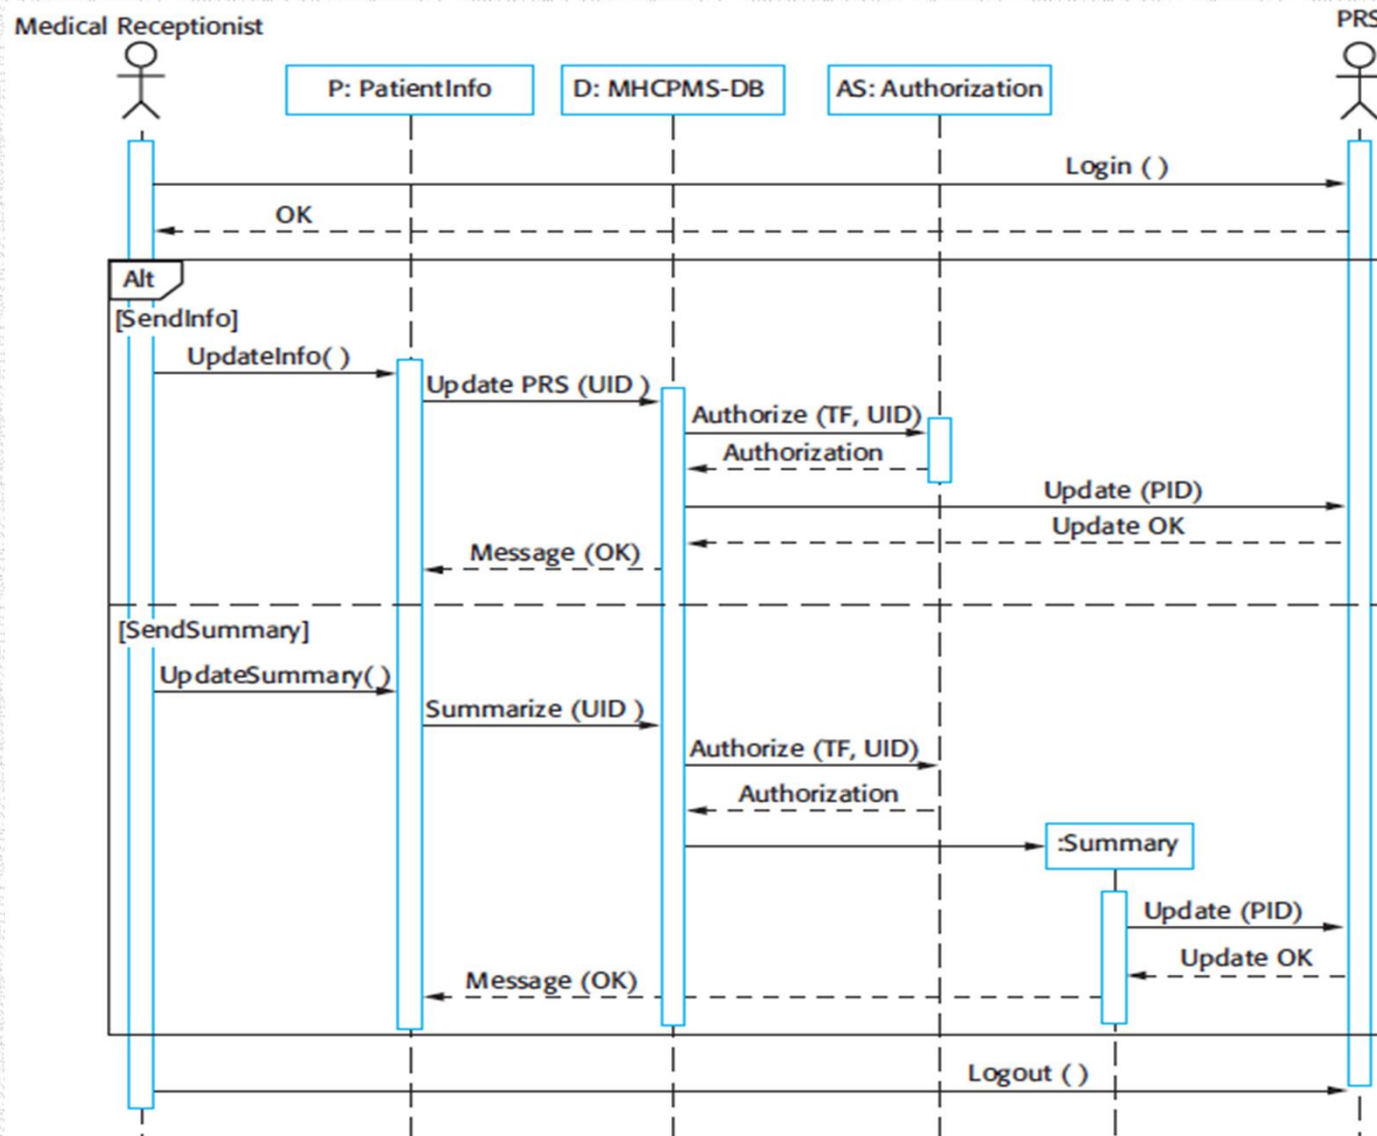 Medical Receptionist
PRS
P: PatientInfo
D: MHCPMS-DB
AS: Authorization
Login ( )
OK
Alt
[SendInfo]
UpdateInfo( )
Update PRS (UID )
Authorize (TF, UID)
Authorization
Update (PID)
Update OK
Message (OK)
[SendSummary]
UpdateSummary( )
Summarize (UID )
Authorize (TF, UID)
Authorization
:Summary
Update (PID)
Update OK
Message (OK)
Logout ( )